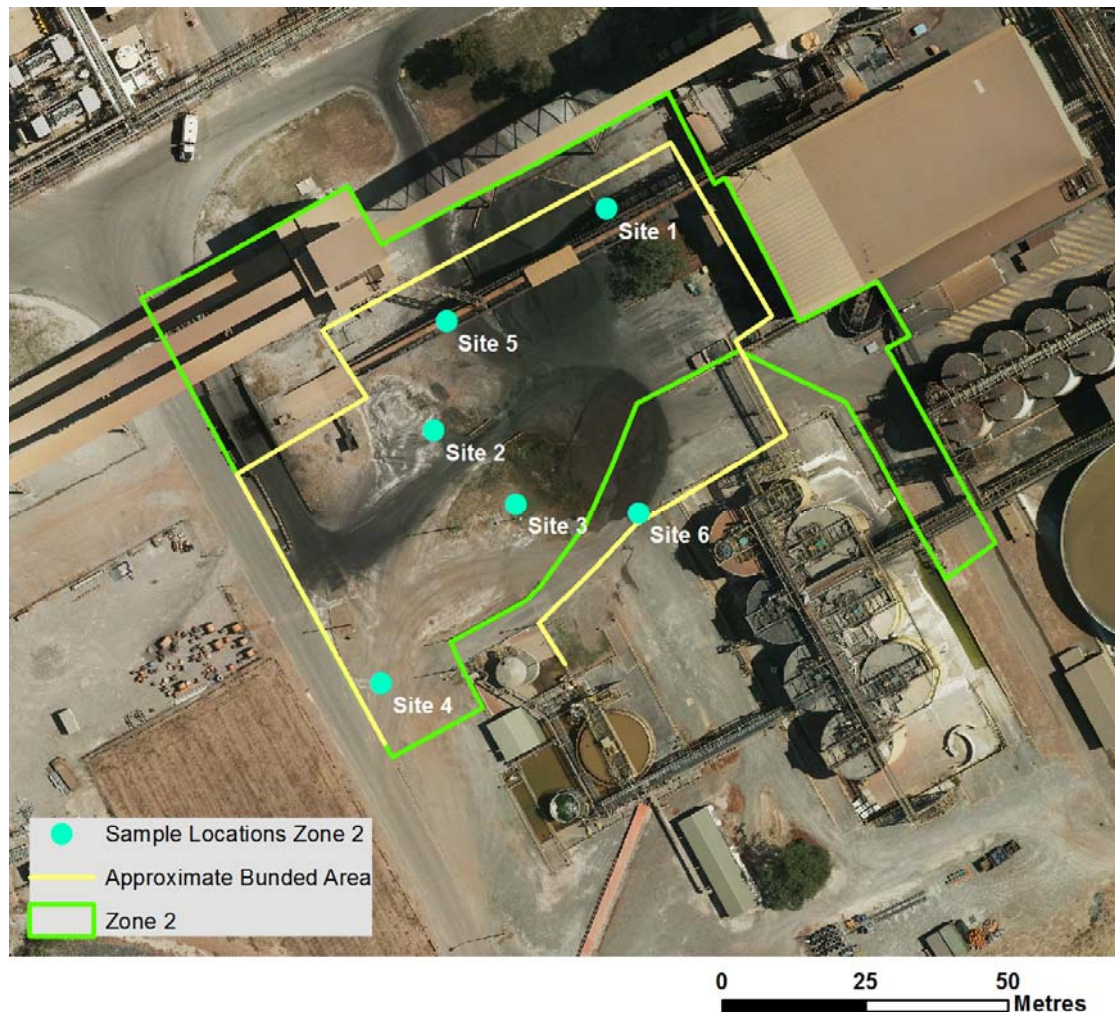 Site 1
Site 5
Site 2
Site 3
Site 6
Site 4
Sample Locations Zone 2
Approximate Bunded Area
Zone 2
0 25 50
Metres